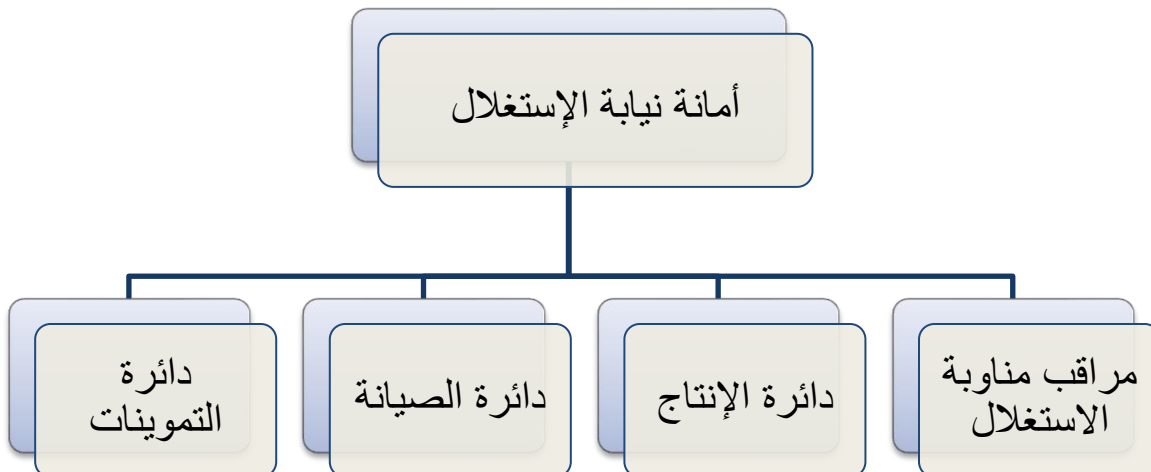 أمانة نيابة الإستغلال
مراقب مناوبة
الاستغلال
دائرة الإنتاج
دائرة الصيانة
دائرة
التموينات